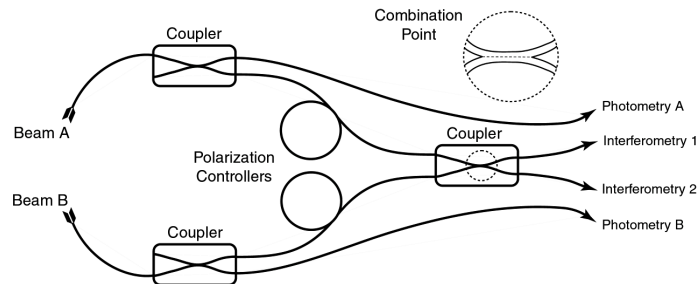 Combination
Point
Coupler
Photometry A
Beam A
Coupler
Interferometry 1
Polarization
Controllers
Interferometry 2
Beam B
Photometry B
Coupler